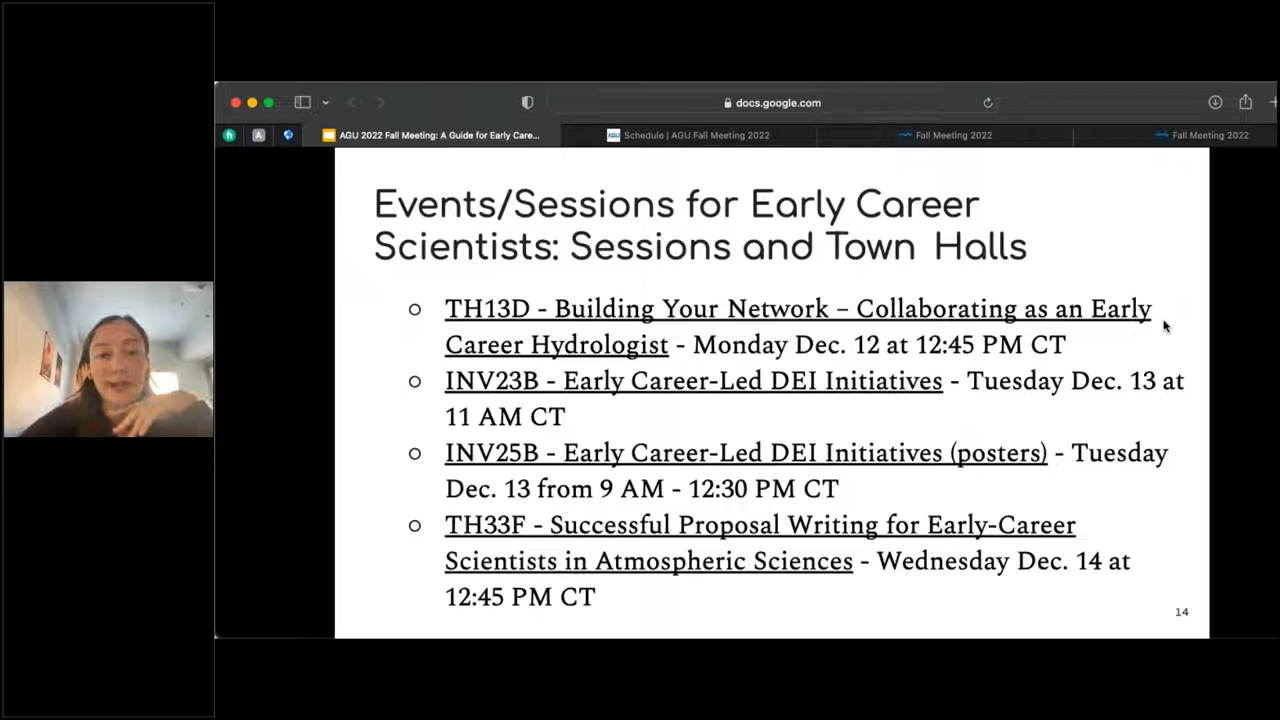 docs.google.com
AGU 2022 Fall Meeting: A Guide for Early Care...
Schedule | AGU Fall Meeting 2022
Fall Meeting 2022
Fall Meeting 2022
Events/Sessions for Early Career
Scientists: Sessions and Town Halls
○ TH13D - Building Your Network – Collaborating as an Early
Career Hydrologist - Monday Dec. 12 at 12:45 PM CT
○ INV23B - Early Career-Led DEI Initiatives - Tuesday Dec. 13 at
11 AM CT
○ INV25B - Early Career-Led DEI Initiatives (posters) - Tuesday
Dec. 13 from 9 AM - 12:30 PM CT
○ TH33F - Successful Proposal Writing for Early-Career
Scientists in Atmospheric Sciences - Wednesday Dec. 14 at
12:45 PM CT
14